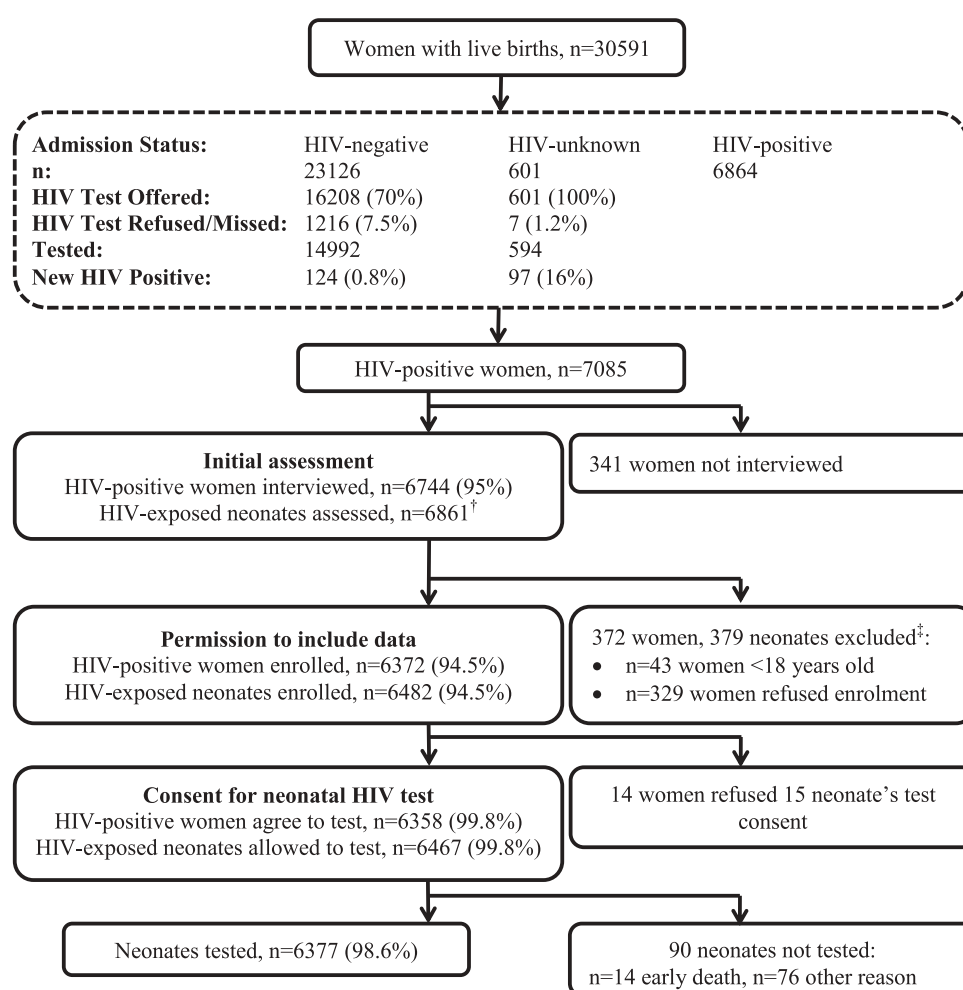 Women with live births, n=30591
Admission Status: HIV-negative HIV-unknown HIV-positive
n: 23126 601 6864
HIV Test Offered: 16208 (70%) 601 (100%)
HIV Test Refused/Missed: 1216 (7.5%) 7 (1.2%)
Tested: 14992 594
New HIV Positive: 124 (0.8%) 97 (16%)
HIV-positive women, n=7085
Initial assessment
HIV-positive women interviewed, n=6744 (95%)
HIV-exposed neonates assessed, n=6861†
341 women not interviewed
Permission to include data
HIV-positive women enrolled, n=6372 (94.5%)
HIV-exposed neonates enrolled, n=6482 (94.5%)
372 women, 379 neonates excluded‡:
• n=43 women <18 years old
• n=329 women refused enrolment
Consent for neonatal HIV test
HIV-positive women agree to test, n=6358 (99.8%)
HIV-exposed neonates allowed to test, n=6467 (99.8%)
14 women refused 15 neonate's test
consent
Neonates tested, n=6377 (98.6%)
90 neonates not tested:
n=14 early death, n=76 other reason